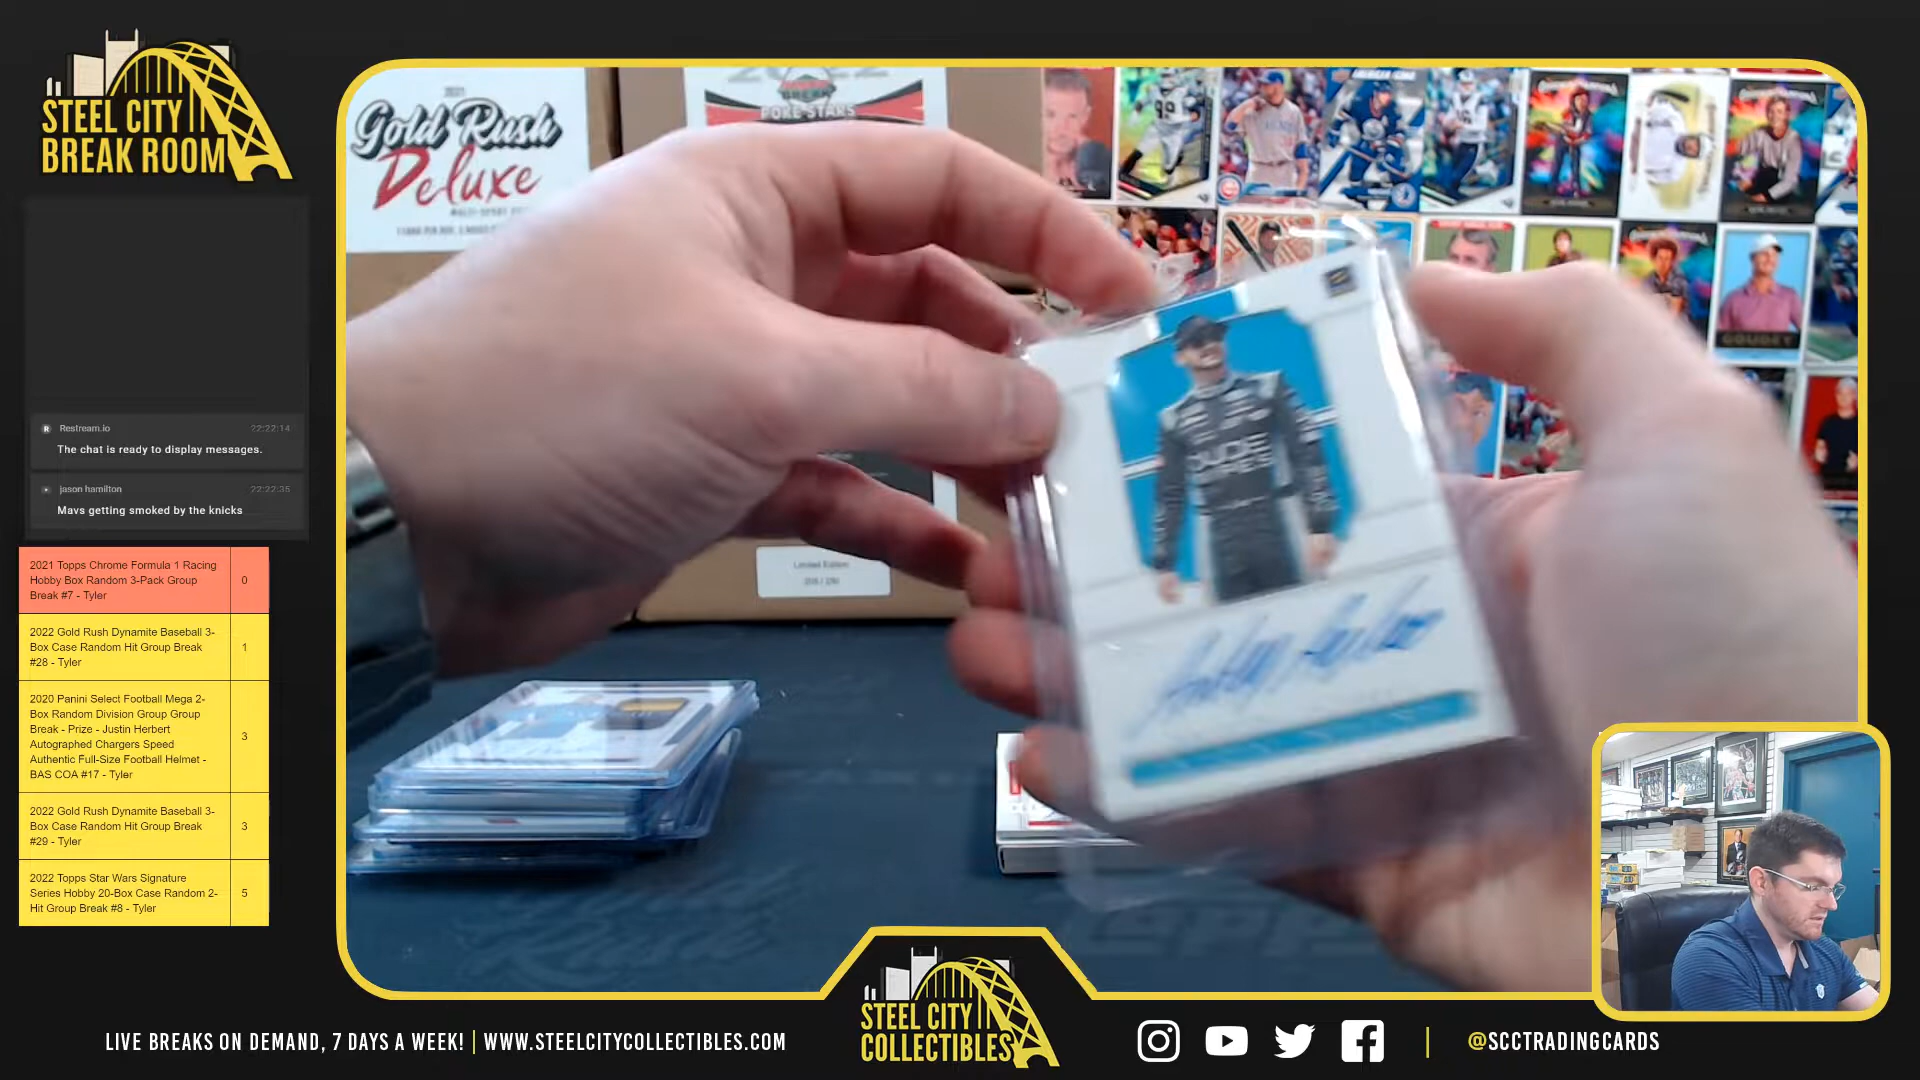 STEEL CITY
BREAK ROOM
Restream.io 22:22:14
The chat is ready to display messages.
jason hamilton 22:22:35
Mavs getting smoked by the knicks
2021 Topps Chrome Formula 1 Racing
Hobby Box Random 3-Pack Group
Break #7 - Tyler
0
2022 Gold Rush Dynamite Baseball 3-
Box Case Random Hit Group Break
#28 - Tyler
1
2020 Panini Select Football Mega 2-
Box Random Division Group Group
Break - Prize - Justin Herbert
Autographed Chargers Speed
Authentic Full-Size Football Helmet -
BAS COA #17 - Tyler
3
2022 Gold Rush Dynamite Baseball 3-
Box Case Random Hit Group Break
#29 - Tyler
3
2022 Topps Star Wars Signature
Series Hobby 20-Box Case Random 2-
Hit Group Break #8 - Tyler
5
2021
Gold Rush
Deluxe
POKE-STARS
GOUDEY
Limited Edition
LIVE BREAKS ON DEMAND, 7 DAYS A WEEK! | WWW.STEELCITYCOLLECTIBLES.COM
STEEL CITY
COLLECTIBLES
@SCCTRADINGCARDS